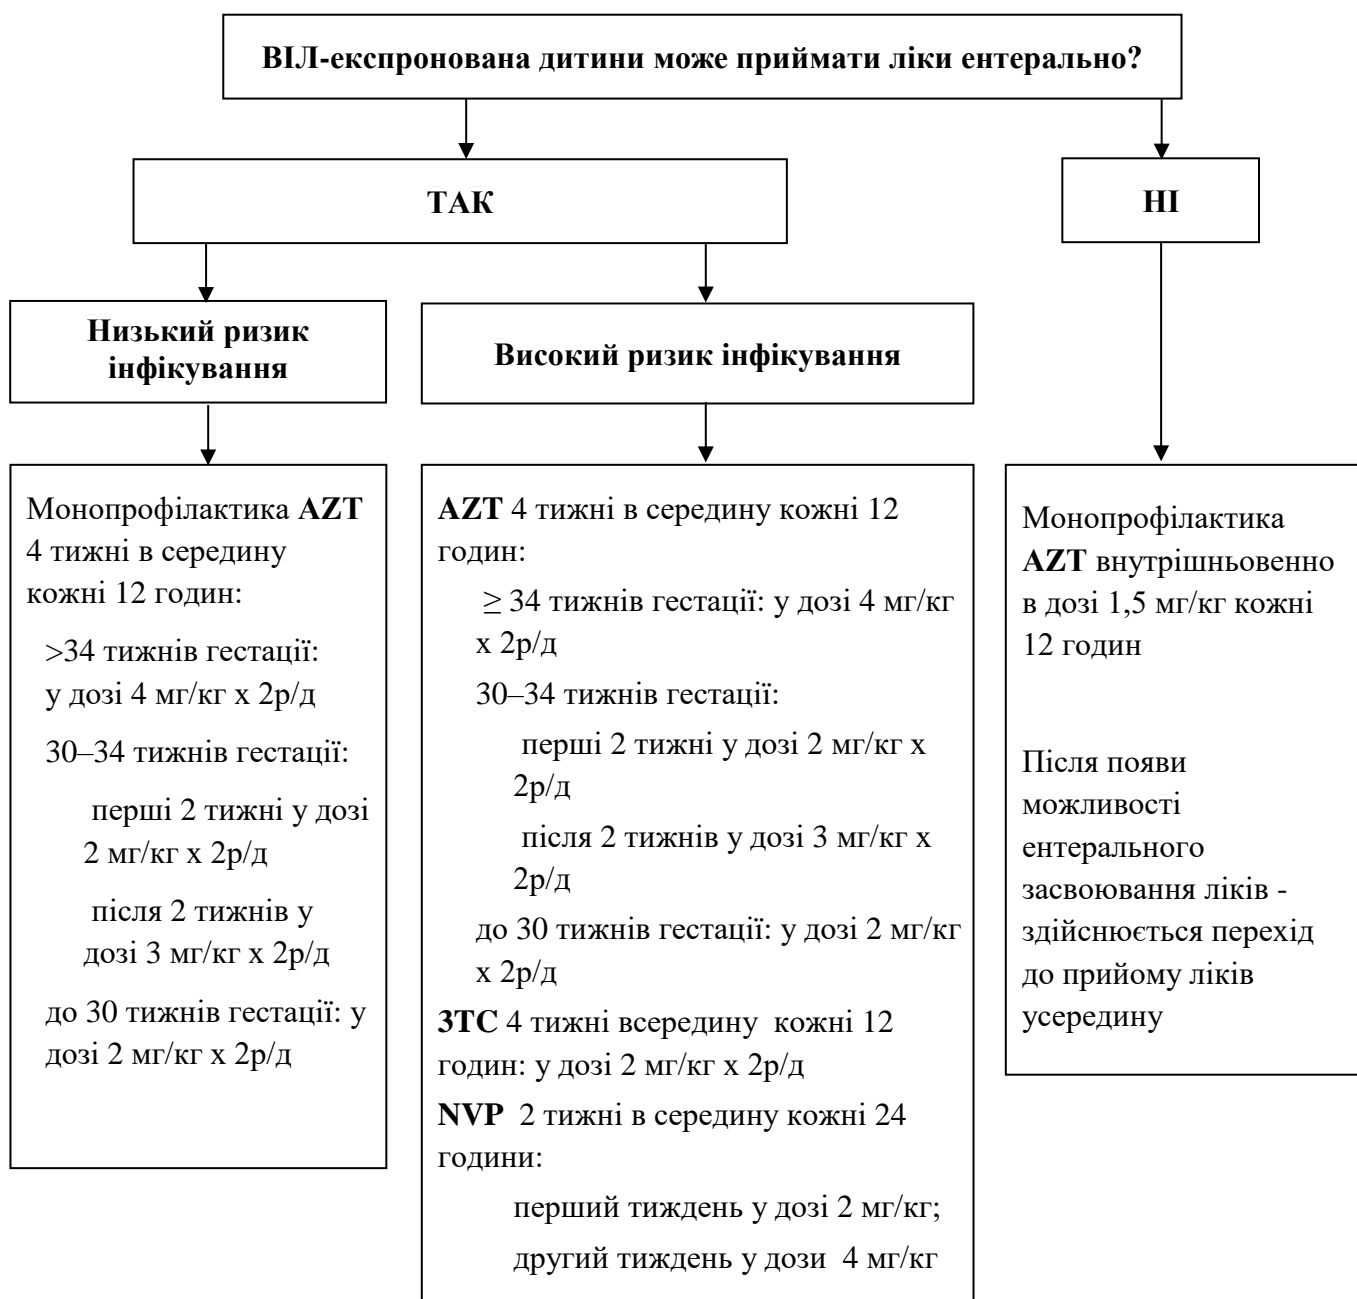 ВІЛ-експронована дитини може приймати ліки ентерально?
ТАК
НІ
Низький ризик
інфікування
Високий ризик інфікування
Монопрофілактика AZT
4 тижні в середину
кожні 12 годин:
>34 тижнів гестації:
у дозі 4 мг/кг х 2р/д
30–34 тижнів гестації:
перші 2 тижні у дозі
2 мг/кг х 2р/д
після 2 тижнів у
дозі 3 мг/кг х 2р/д
до 30 тижнів гестації: у
дозі 2 мг/кг х 2р/д
AZT 4 тижні в середину кожні 12
годин:
≥ 34 тижнів гестації: у дозі 4 мг/кг
х 2р/д
30–34 тижнів гестації:
перші 2 тижні у дозі 2 мг/кг х
2р/д
після 2 тижнів у дозі 3 мг/кг х
2р/д
до 30 тижнів гестації: у дозі 2 мг/кг
х 2р/д
3TC 4 тижні всередину кожні 12
годин: у дозі 2 мг/кг х 2р/д
NVP 2 тижні в середину кожні 24
години:
перший тиждень у дозі 2 мг/кг;
другий тиждень у дози 4 мг/кг
Монопрофілактика
AZT внутрішньовенно
в дозі 1,5 мг/кг кожні
12 годин
Після появи
можливості
ентерального
засвоювання ліків -
здійснюється перехід
до прийому ліків
усередину